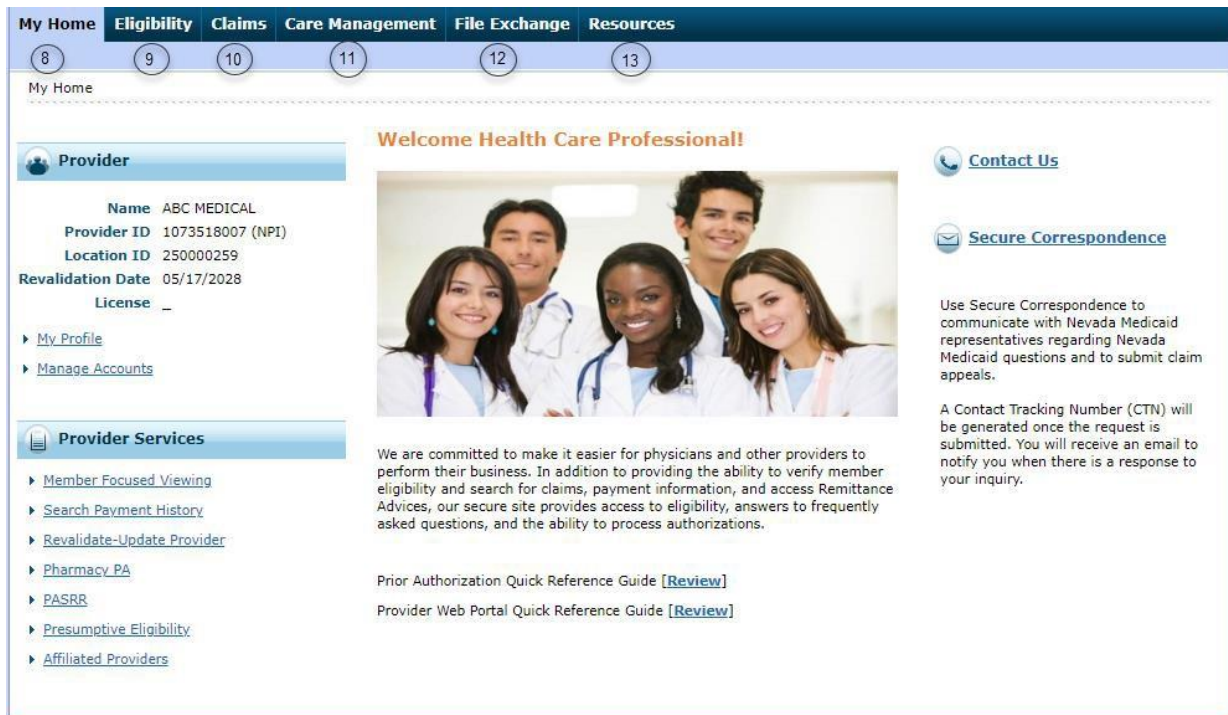 My Home Eligibility Claims Care Management File Exchange Resources
8 9 10 11 12 13
My Home
Provider
Name ABC MEDICAL
Provider ID 1073518007 (NPI)
Location ID 250000259
Revalidation Date 05/17/2028
License _
My Profile
Manage Accounts
Provider Services
Member Focused Viewing
Search Payment History
Revalidate-Update Provider
Pharmacy PA
PASRR
Presumptive Eligibility
Affiliated Providers
Welcome Health Care Professional!
We are committed to make it easier for physicians and other providers to
perform their business. In addition to providing the ability to verify member
eligibility and search for claims, payment information, and access Remittance
Advices, our secure site provides access to eligibility, answers to frequently
asked questions, and the ability to process authorizations.
Prior Authorization Quick Reference Guide [Review]
Provider Web Portal Quick Reference Guide [Review]
Contact Us
Secure Correspondence
Use Secure Correspondence to
communicate with Nevada Medicaid
representatives regarding Nevada
Medicaid questions and to submit claim
appeals.
A Contact Tracking Number (CTN) will
be generated once the request is
submitted. You will receive an email to
notify you when there is a response to
your inquiry.